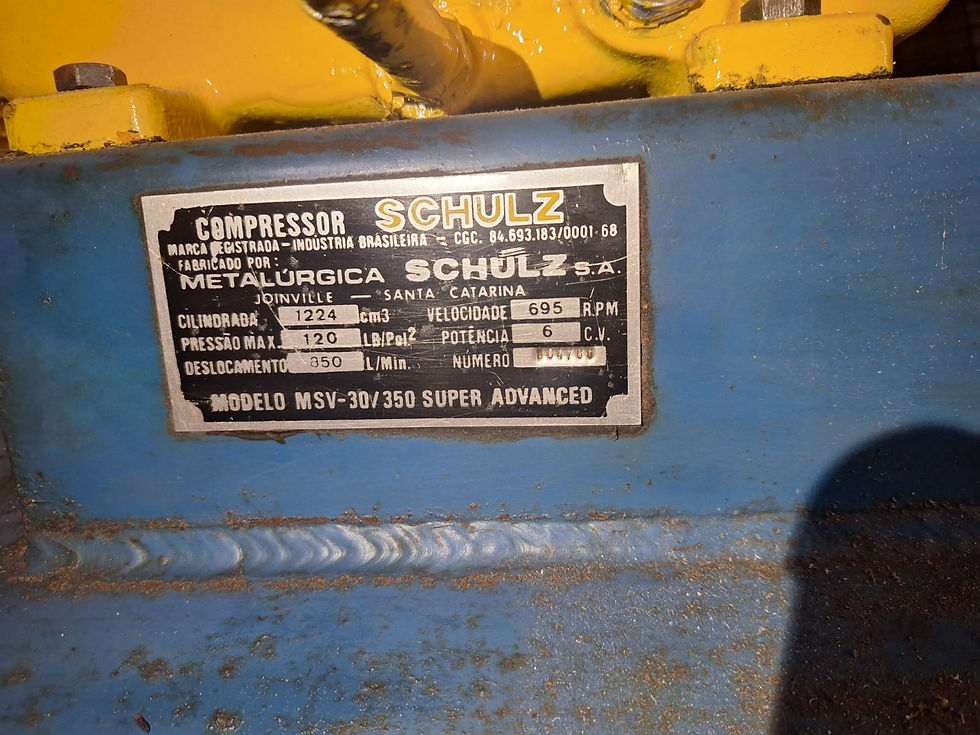 COMPRESSOR SCHULZ
MARCA REGISTRADA - INDÚSTRIA BRASILEIRA - CGC. 84.693.183/0001-68
FABRICADO POR:
METALÚRGICA SCHULZ S.A.
JOINVILLE - SANTA CATARINA
CILINDRADA 1224 cm3 VELOCIDADE 695 R.PM
PRESSÃO MAX. 120 LB/Pol² POTÊNCIA 6 C.V.
DESLOCAMENTO 850 L/Min. NÚMERO
MODELO MSV-30/350 SUPER ADVANCED